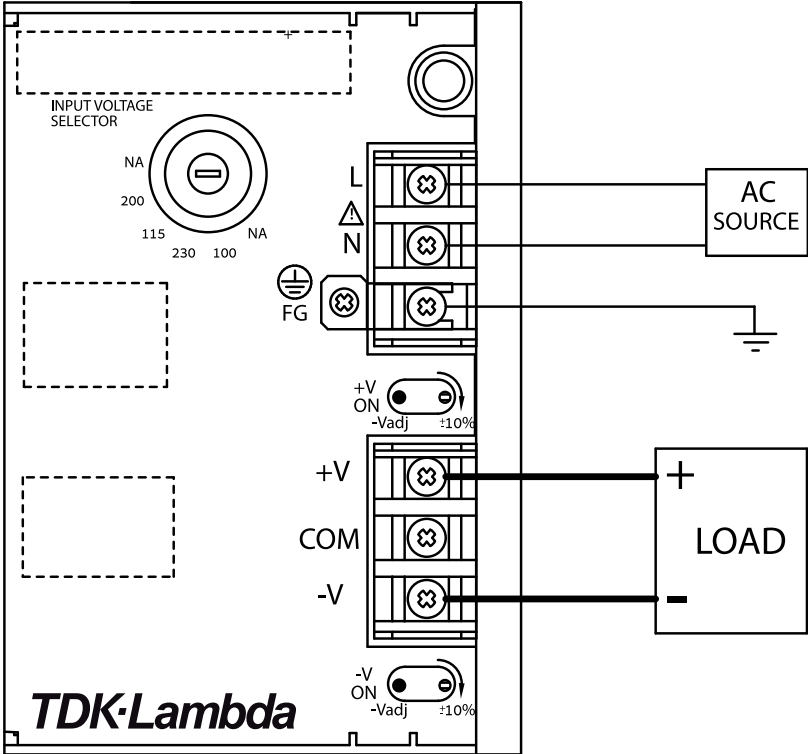 +
INPUT VOLTAGE
SELECTOR
NA
200
115
230
100
NA
L
N
FG
AC
SOURCE
+V
ON
-Vadj
±10%
+V
COM
-V
+
LOAD
-
-V
ON
-Vadj
±10%
TDK·Lambda